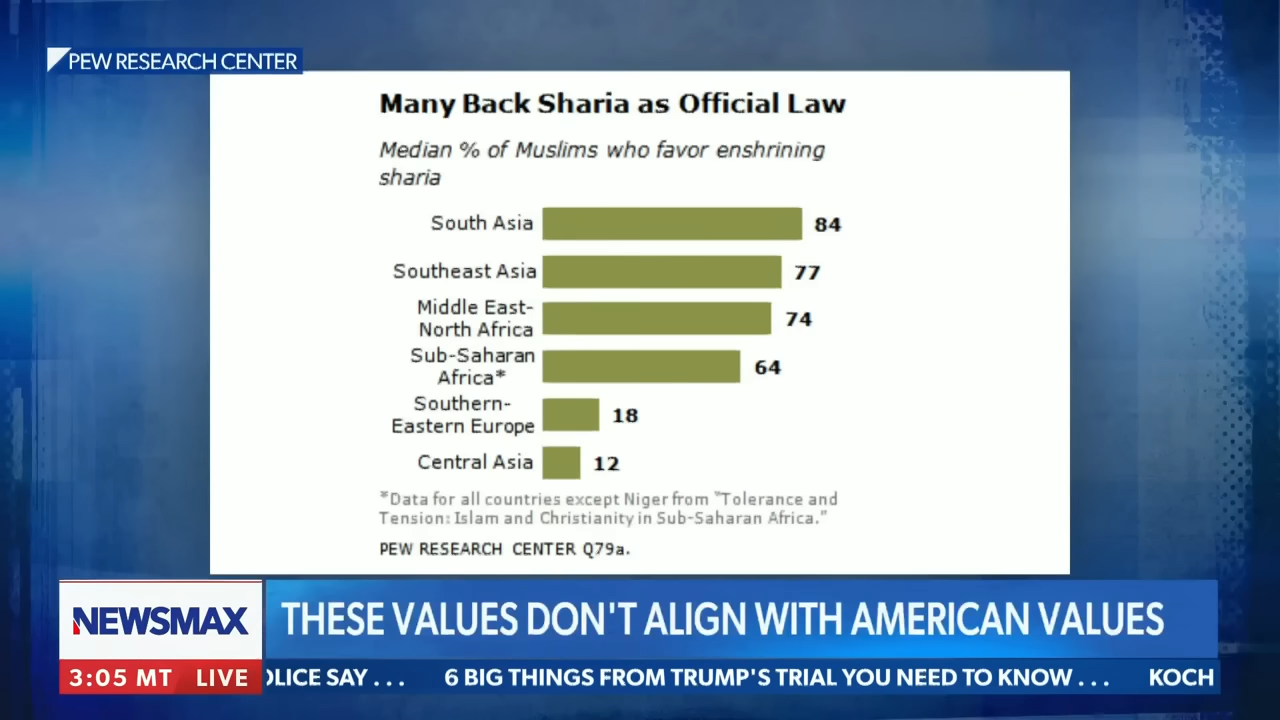 PEW RESEARCH CENTER
Many Back Sharia as Official Law
Median % of Muslims who favor enshrining
sharia
South Asia 84
Southeast Asia 77
Middle East-
North Africa 74
Sub-Saharan
Africa* 64
Southern-
Eastern Europe 18
Central Asia 12
*Data for all countries except Niger from "Tolerance and
Tension: Islam and Christianity in Sub-Saharan Africa."
PEW RESEARCH CENTER Q79a.
NEWSMAX
THESE VALUES DON'T ALIGN WITH AMERICAN VALUES
3:05 MT LIVE
OLICE SAY . . . 6 BIG THINGS FROM TRUMP'S TRIAL YOU NEED TO KNOW . . . KOCH